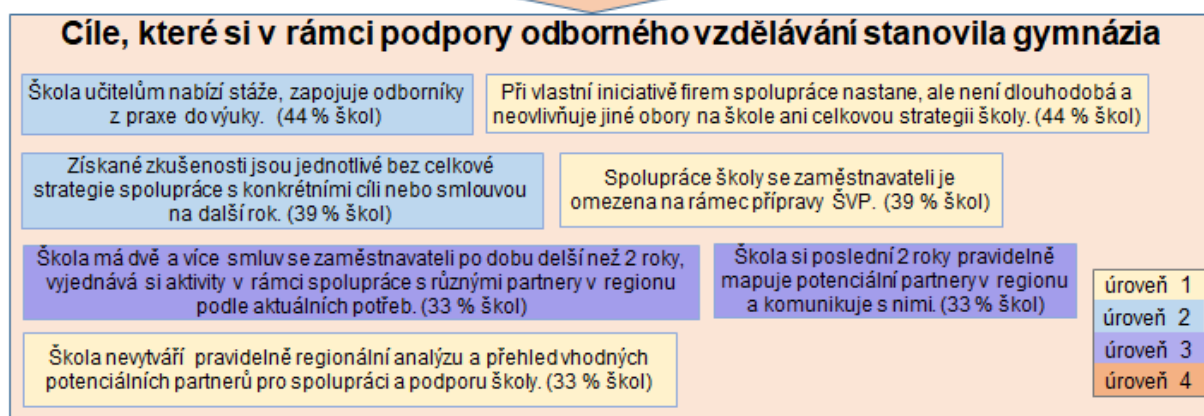 Cíle, které si v rámci podpory odborného vzdělávání stanovila gymnázia
Škola učitelům nabízí stáže, zapojuje odborníky
z praxe do výuky. (44 % škol)
Při vlastní iniciativě firem spolupráce nastane, ale není dlouhodobá a
neovlivňuje jiné obory na škole ani celkovou strategii školy. (44 % škol)
Získané zkušenosti jsou jednotlivé bez celkové
strategie spolupráce s konkrétními cíli nebo smlouvou
na další rok. (39 % škol)
Spolupráce školy se zaměstnavateli je
omezena na rámec přípravy ŠVP. (39 % škol)
Škola má dvě a více smluv se zaměstnavateli po dobu delší než 2 roky,
vyjednává si aktivity v rámci spolupráce s různými partnery v regionu
podle aktuálních potřeb. (33 % škol)
Škola si poslední 2 roky pravidelně
mapuje potenciální partnery v regionu
a komunikuje s nimi. (33 % škol)
Škola nevytváří pravidelně regionální analýzu a přehled vhodných
potenciálních partnerů pro spolupráci a podporu školy. (33 % škol)
úroveň 1
úroveň 2
úroveň 3
úroveň 4